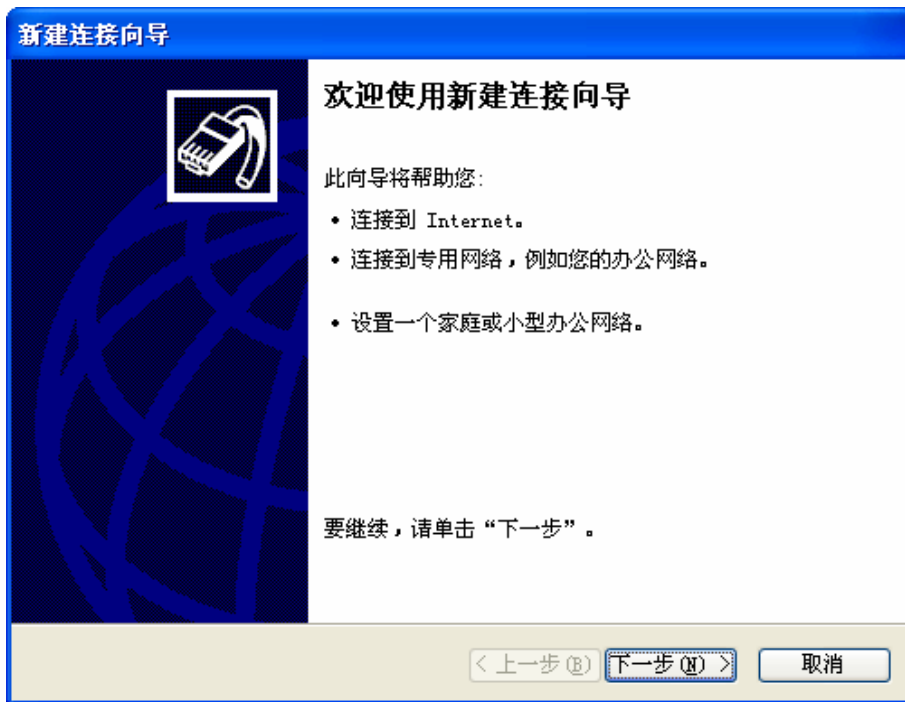 新建连接向导
欢迎使用新建连接向导
此向导将帮助您:
• 连接到 Internet。
• 连接到专用网络，例如您的办公网络。
• 设置一个家庭或小型办公网络。
要继续，请单击“下一步”。
< 上一步(B) 下一步(N) > 取消